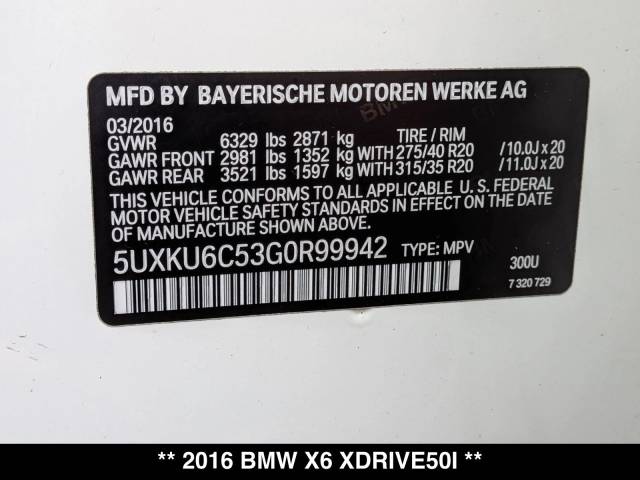 MFD BY BAYERISCHE MOTOREN WERKE AG
03/2016 TIRE / RIM
GVWR 6329 lbs 2871 kg
GAWR FRONT 2981 lbs 1352 kg WITH 275/40 R20 /10.0J x 20
GAWR REAR 3521 lbs 1597 kg WITH 315/35 R20 /11.0J x 20
THIS VEHICLE CONFORMS TO ALL APPLICABLE U. S. FEDERAL
MOTOR VEHICLE SAFETY STANDARDS IN EFFECT ON THE
DATE OF MANUFACTURE SHOWN ABOVE.
5UXKU6C53G0R99942 TYPE: MPV 300U
7 320 729
** 2016 BMW X6 XDRIVE50I **